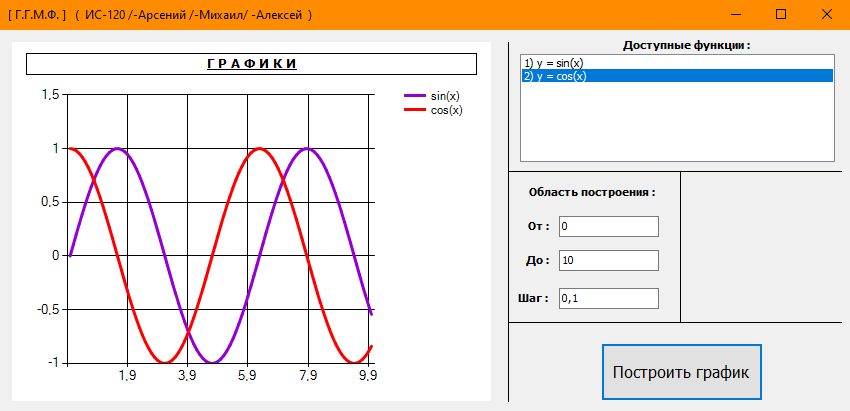 [ Г.Г.М.Ф. ]   (  ИС-120 /-Арсений /-Михаил/ -Алексей  )
Г Р А Ф И К И
sin(x)
cos(x)
1,5
1
0,5
0
-0,5
-1
1,9 3,9 5,9 7,9 9,9
Доступные функции :
1) y = sin(x)
2) y = cos(x)
Область построения :
От : 0
До : 10
Шаг : 0,1
Построить график